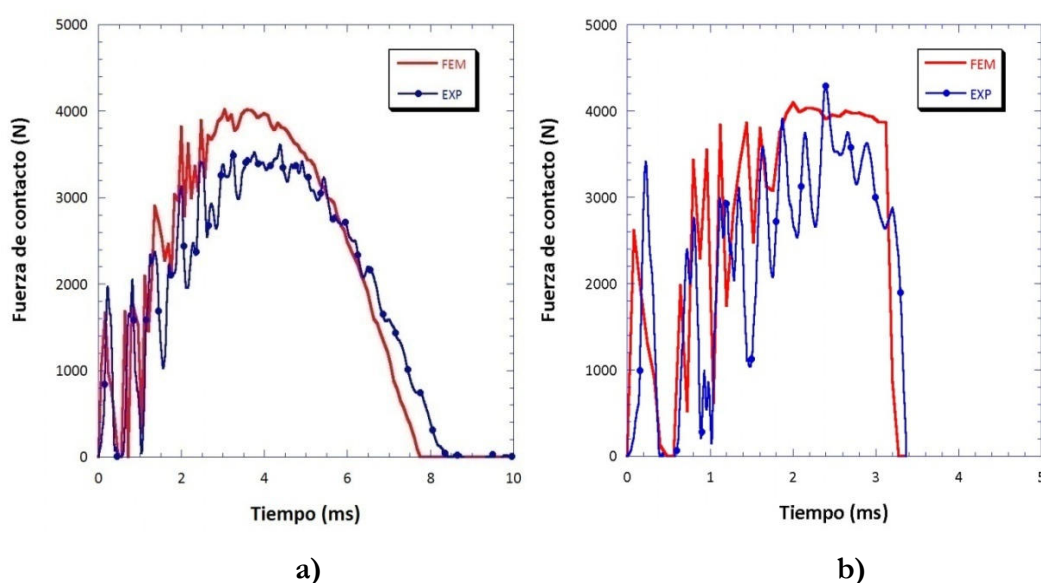 5000
4000
3000
2000
1000
0
0
2
4
6
8
10
Fuerza de contacto (N)
Tiempo (ms)
FEM
EXP
a)
5000
4000
3000
2000
1000
0
0
1
2
3
4
5
Fuerza de contacto (N)
Tiempo (ms)
FEM
EXP
b)